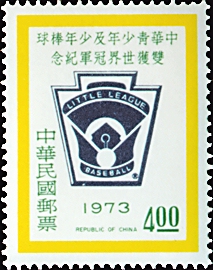 中華青少年及少年棒球
雙獲世界冠軍紀念
LITTLE LEAGUE
BASEBALL
中華民國郵票
1973
REPUBLIC OF CHINA
4.00